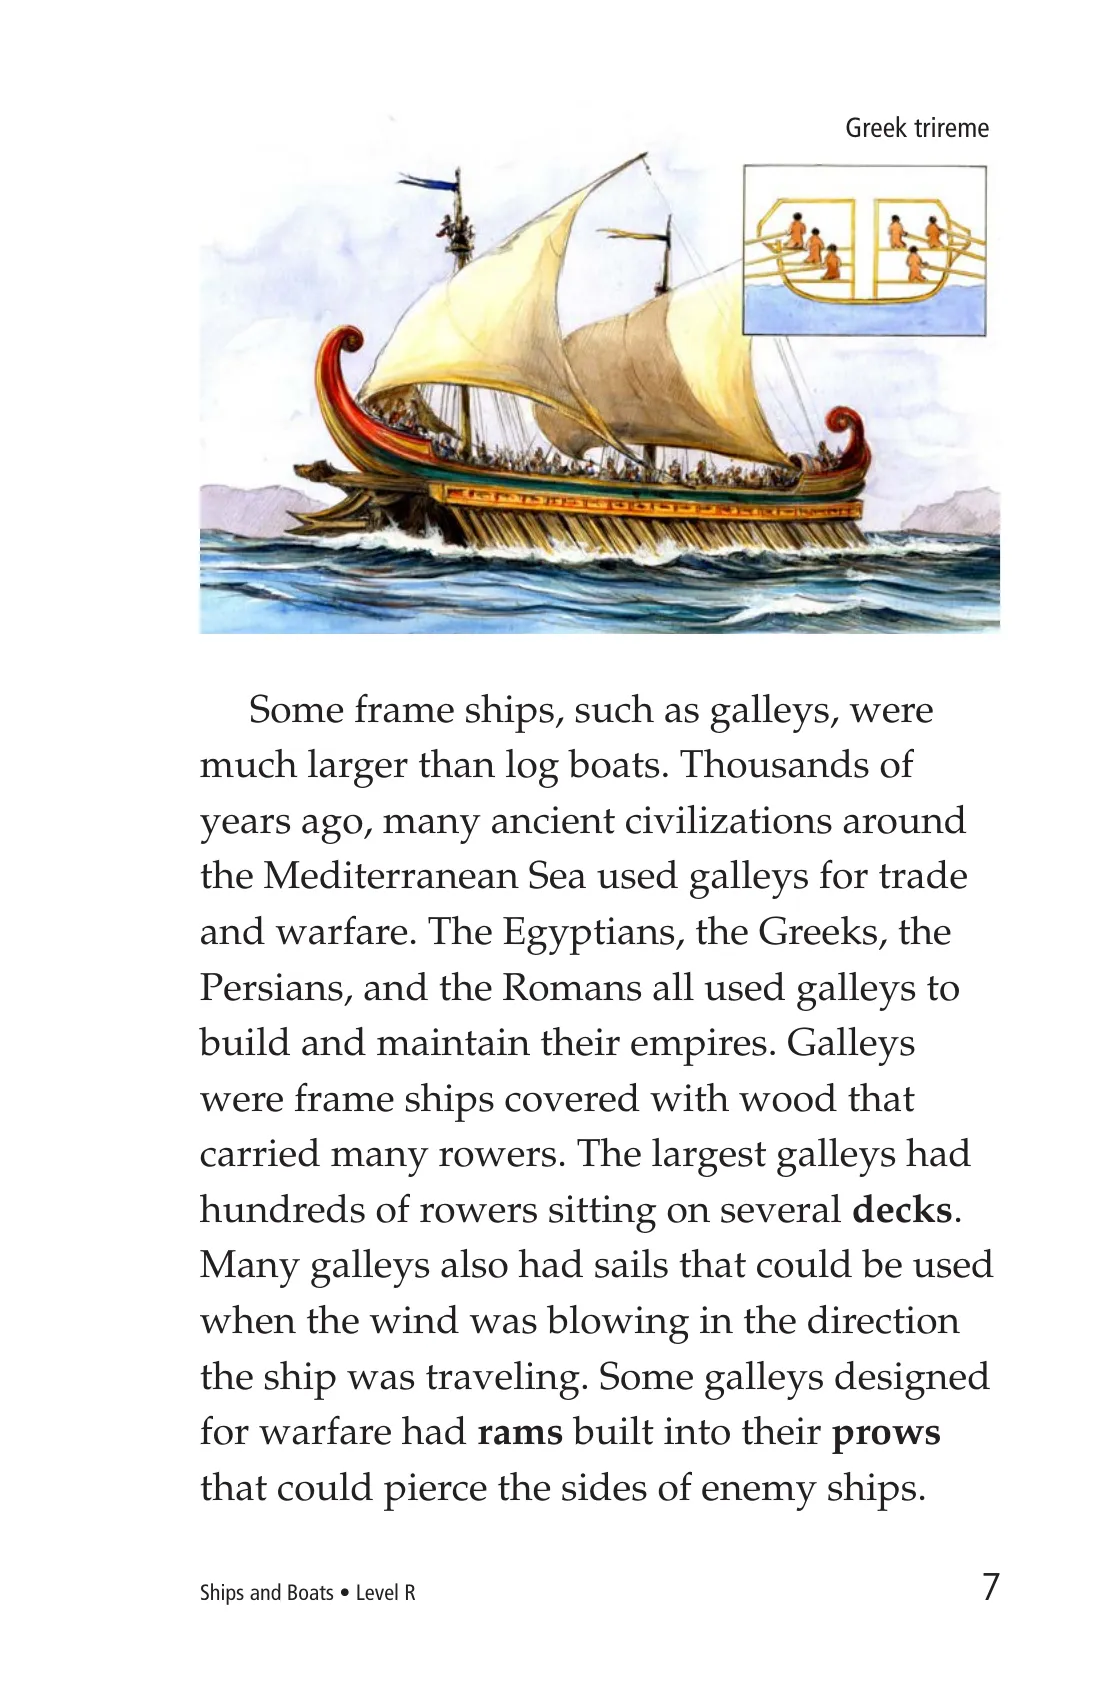 Greek trireme
Some frame ships, such as galleys, were
much larger than log boats. Thousands of
years ago, many ancient civilizations around
the Mediterranean Sea used galleys for trade
and warfare. The Egyptians, the Greeks, the
Persians, and the Romans all used galleys to
build and maintain their empires. Galleys
were frame ships covered with wood that
carried many rowers. The largest galleys had
hundreds of rowers sitting on several decks.
Many galleys also had sails that could be used
when the wind was blowing in the direction
the ship was traveling. Some galleys designed
for warfare had rams built into their prows
that could pierce the sides of enemy ships.
Ships and Boats • Level R
7